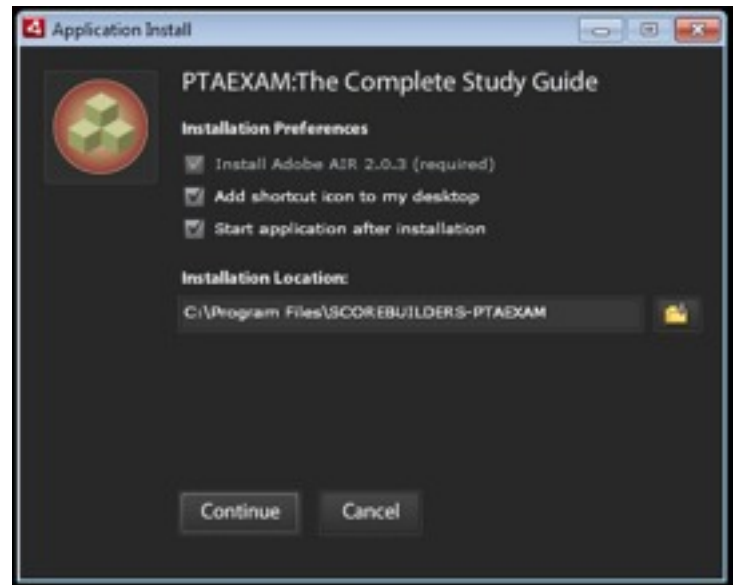 Application Install
PTAEXAM:The Complete Study Guide
Installation Preferences
Install Adobe AIR 2.0.3 (required)
Add shortcut icon to my desktop
Start application after installation
Installation Location:
C:\Program Files\SCOREBUILDERS-PTAEXAM
Continue Cancel